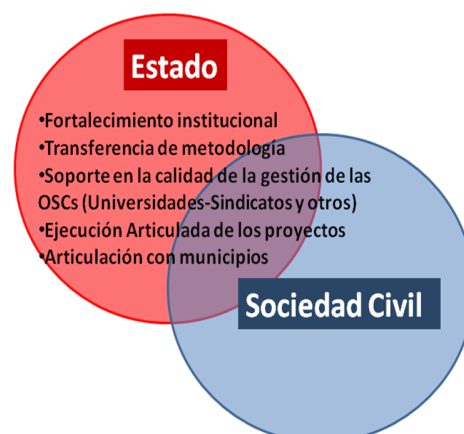 Estado
•Fortalecimiento institucional
•Transferencia de metodología
•Soporte en la calidad de la gestión de las
OSCs (Universidades-Sindicatos y otros)
•Ejecución Articulada de los proyectos
•Articulación con municipios
Sociedad Civil